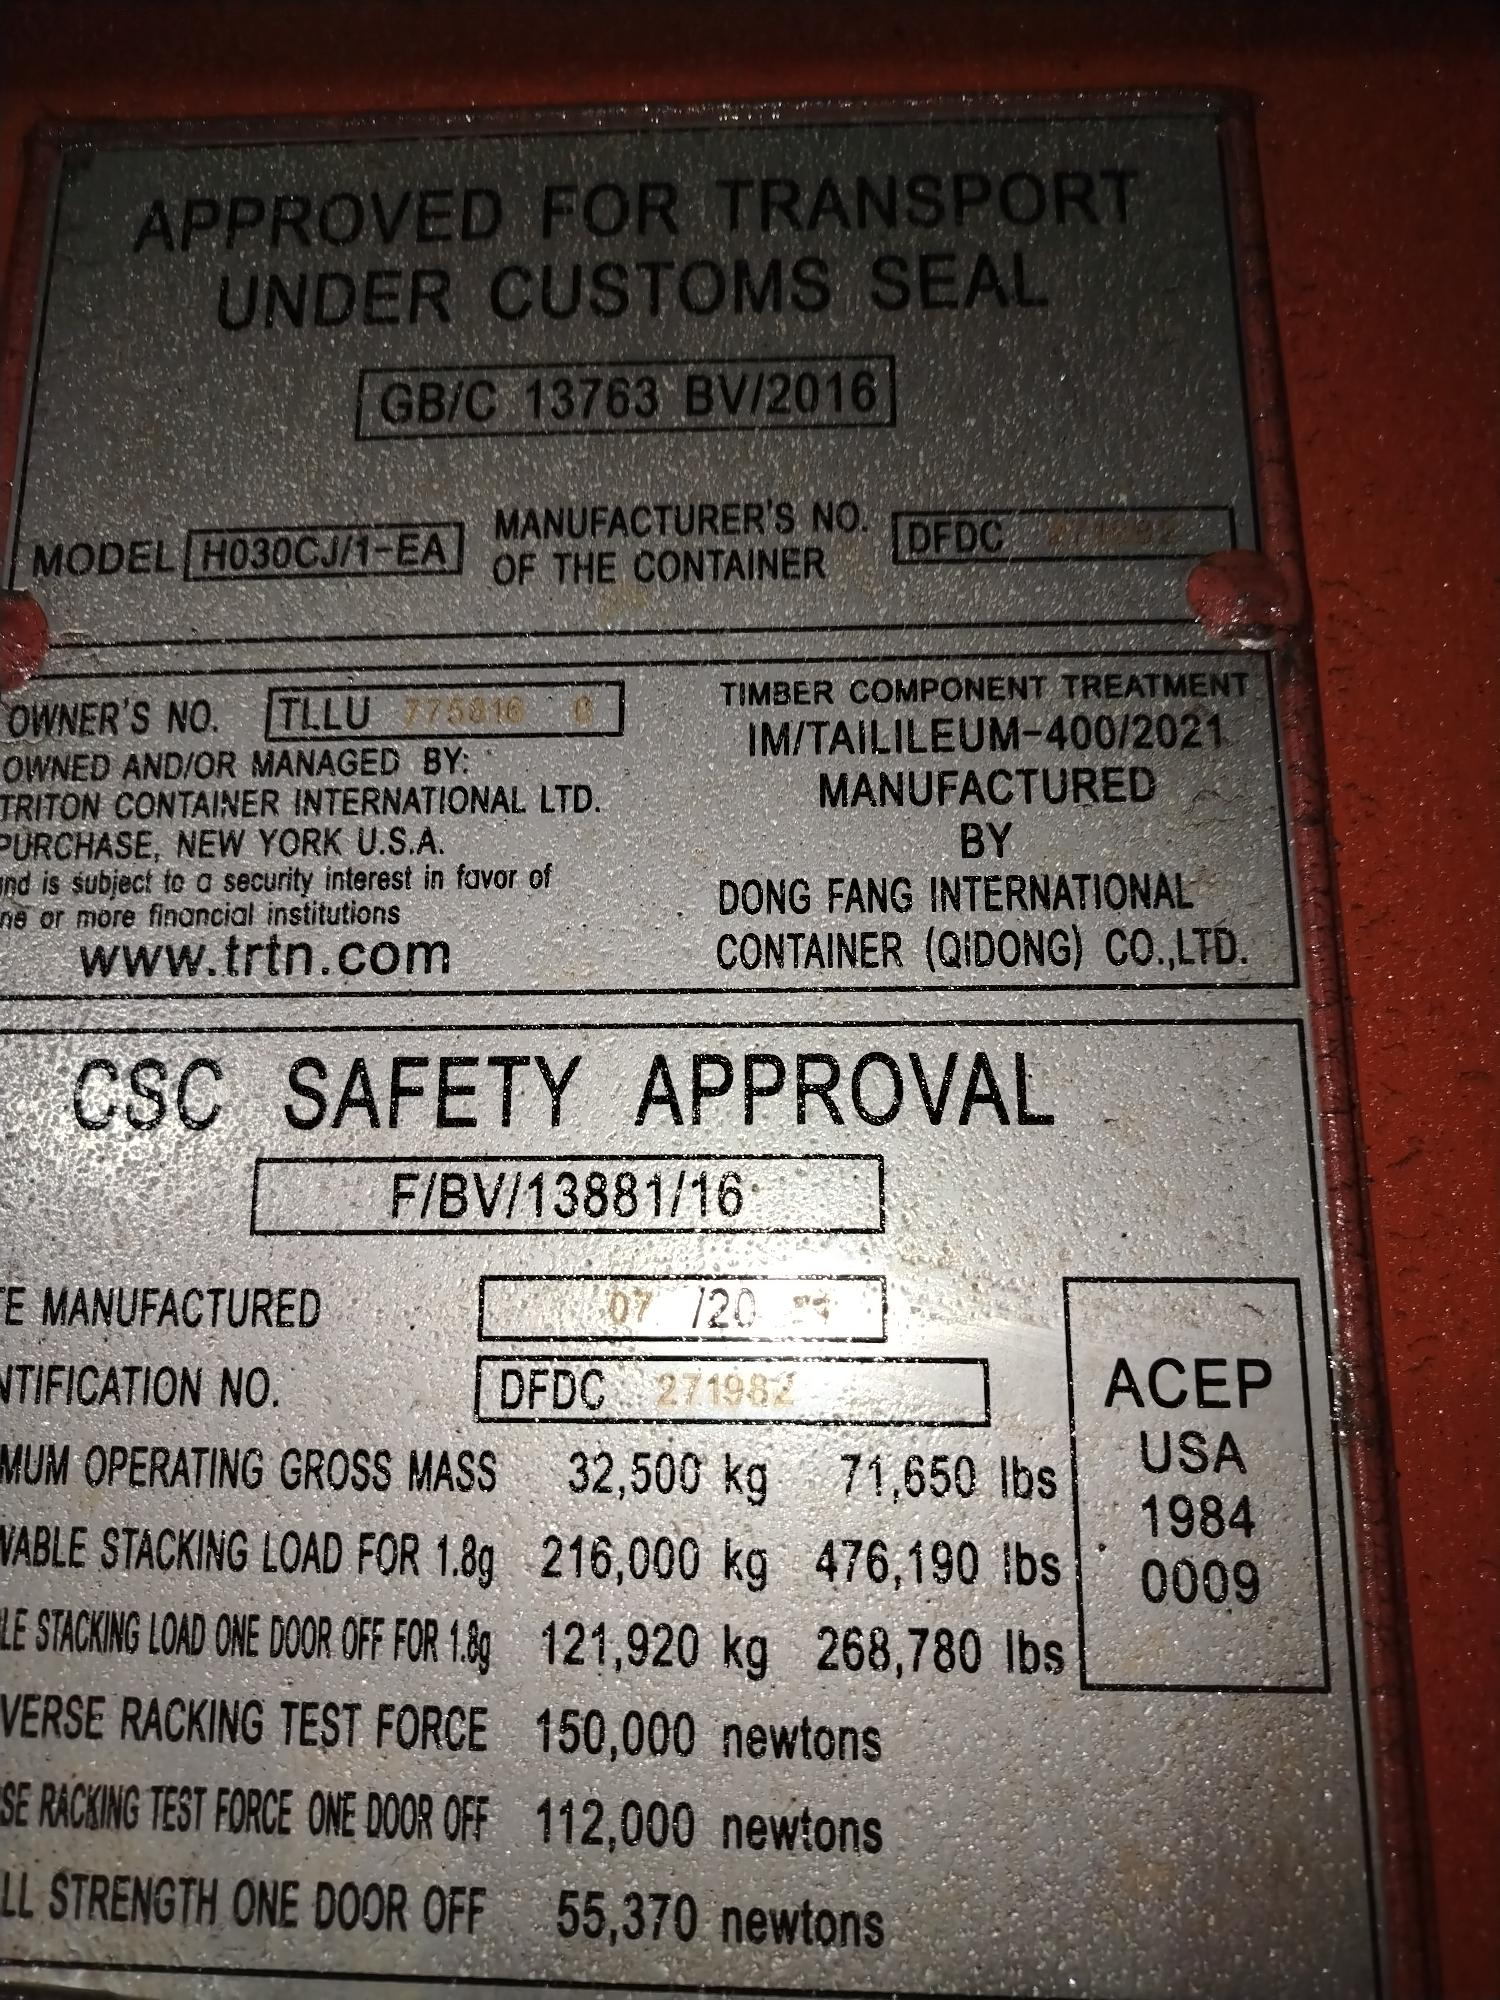 APPROVED FOR TRANSPORT
UNDER CUSTOMS SEAL
GB/C 13763 BV/2016
MODEL H030CJ/1-EA
MANUFACTURER'S NO.
OF THE CONTAINER
DFDC 271982
OWNER'S NO. TLLU 775816 6
OWNED AND/OR MANAGED BY:
TRITON CONTAINER INTERNATIONAL LTD.
PURCHASE, NEW YORK U.S.A.
nd is subject to a security interest in favor of
ne or more financial institutions
www.trtn.com
TIMBER COMPONENT TREATMENT
IM/TAILILEUM-400/2021
MANUFACTURED
BY
DONG FANG INTERNATIONAL
CONTAINER (QIDONG) CO.,LTD.
CSC SAFETY APPROVAL
F/BV/13881/16
TE MANUFACTURED 07 /20 21
NTIFICATION NO. DFDC 271982
MUM OPERATING GROSS MASS 32,500 kg 71,650 lbs
WABLE STACKING LOAD FOR 1.8g 216,000 kg 476,190 lbs
LE STACKING LOAD ONE DOOR OFF FOR 1.8g 121,920 kg 268,780 lbs
VERSE RACKING TEST FORCE 150,000 newtons
SE RACKING TEST FORCE ONE DOOR OFF 112,000 newtons
LL STRENGTH ONE DOOR OFF 55,370 newtons
ACEP
USA
1984
0009